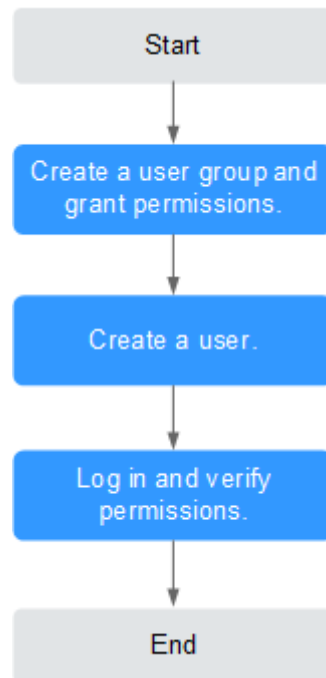 Start
Create a user group and
grant permissions.
Create a user.
Log in and verify
permissions.
End